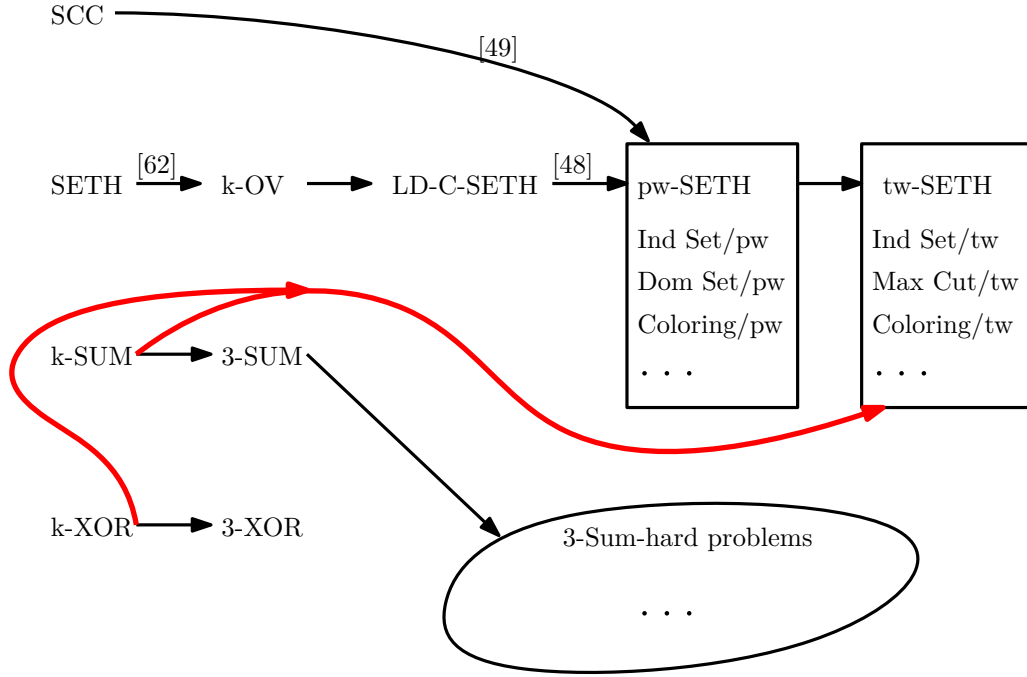 SCC
[49]
SETH
[62]
k-OV
LD-C-SETH
[48]
pw-SETH
Ind Set/pw
Dom Set/pw
Coloring/pw
. . .
tw-SETH
Ind Set/tw
Max Cut/tw
Coloring/tw
. . .
k-SUM
3-SUM
k-XOR
3-XOR
3-Sum-hard problems
. . .